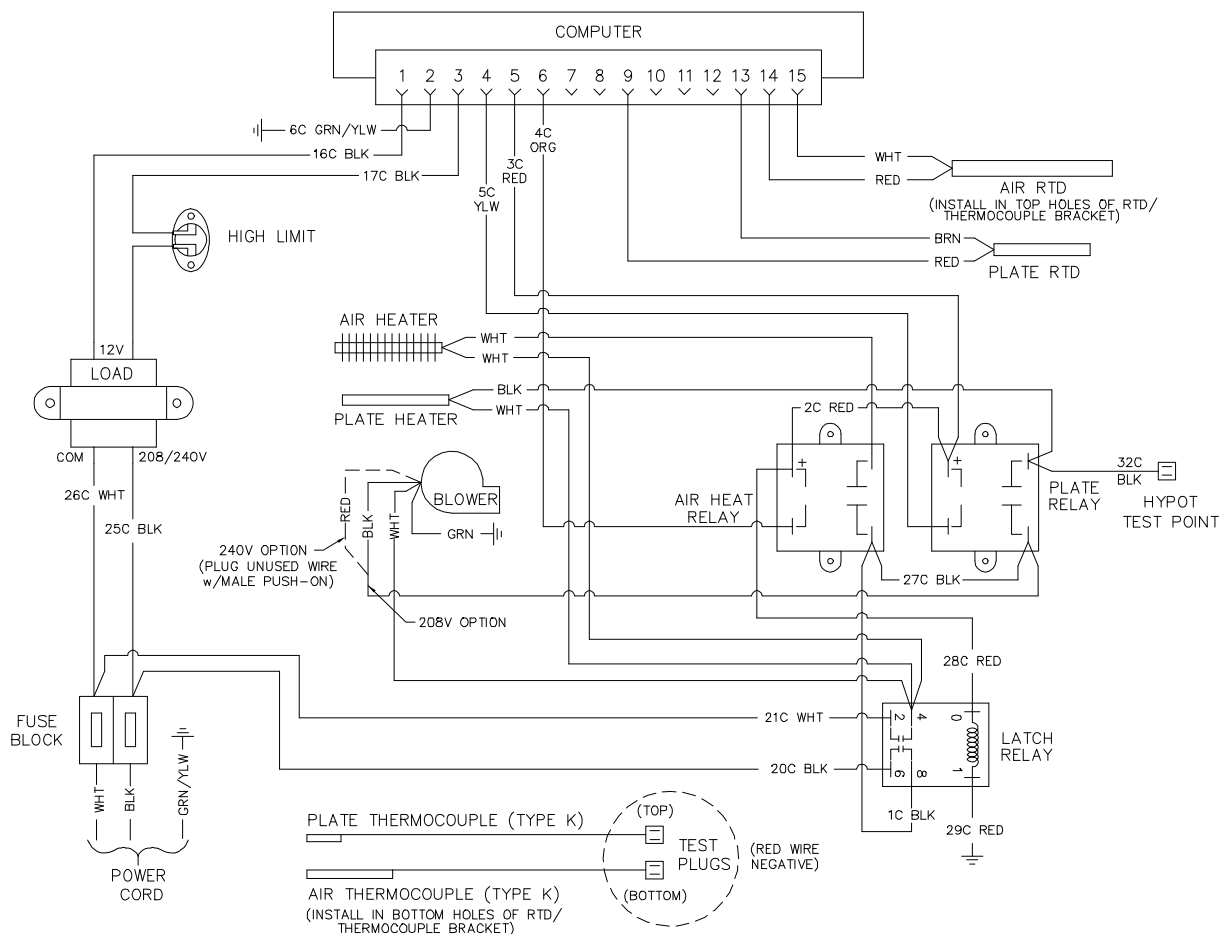 COMPUTER
1 2 3 4 5 6 7 8 9 10 11 12 13 14 15
6C GRN/YLW
16C BLK
17C BLK
4C
ORG
3C
RED
5C
YLW
WHT
RED
AIR RTD
(INSTALL IN TOP HOLES OF RTD/
THERMOCOUPLE BRACKET)
BRN
RED
PLATE RTD
HIGH LIMIT
AIR HEATER
WHT
WHT
12V
LOAD
BLK
WHT
PLATE HEATER
2C RED
COM
208/240V
26C WHT
25C BLK
RED
BLK
WHT
BLOWER
GRN
240V OPTION
(PLUG UNUSED WIRE
w/MALE PUSH-ON)
208V OPTION
+
AIR HEAT
RELAY
+
PLATE
RELAY
32C
BLK
HYPOT
TEST POINT
27C BLK
28C RED
FUSE
BLOCK
WHT
BLK
GRN/YLW
POWER
CORD
21C WHT
20C BLK
2 4 0
6 8 1
LATCH
RELAY
1C BLK
29C RED
PLATE THERMOCOUPLE (TYPE K)
(TOP)
TEST
PLUGS
(RED WIRE
NEGATIVE)
(BOTTOM)
AIR THERMOCOUPLE (TYPE K)
(INSTALL IN BOTTOM HOLES OF RTD/
THERMOCOUPLE BRACKET)